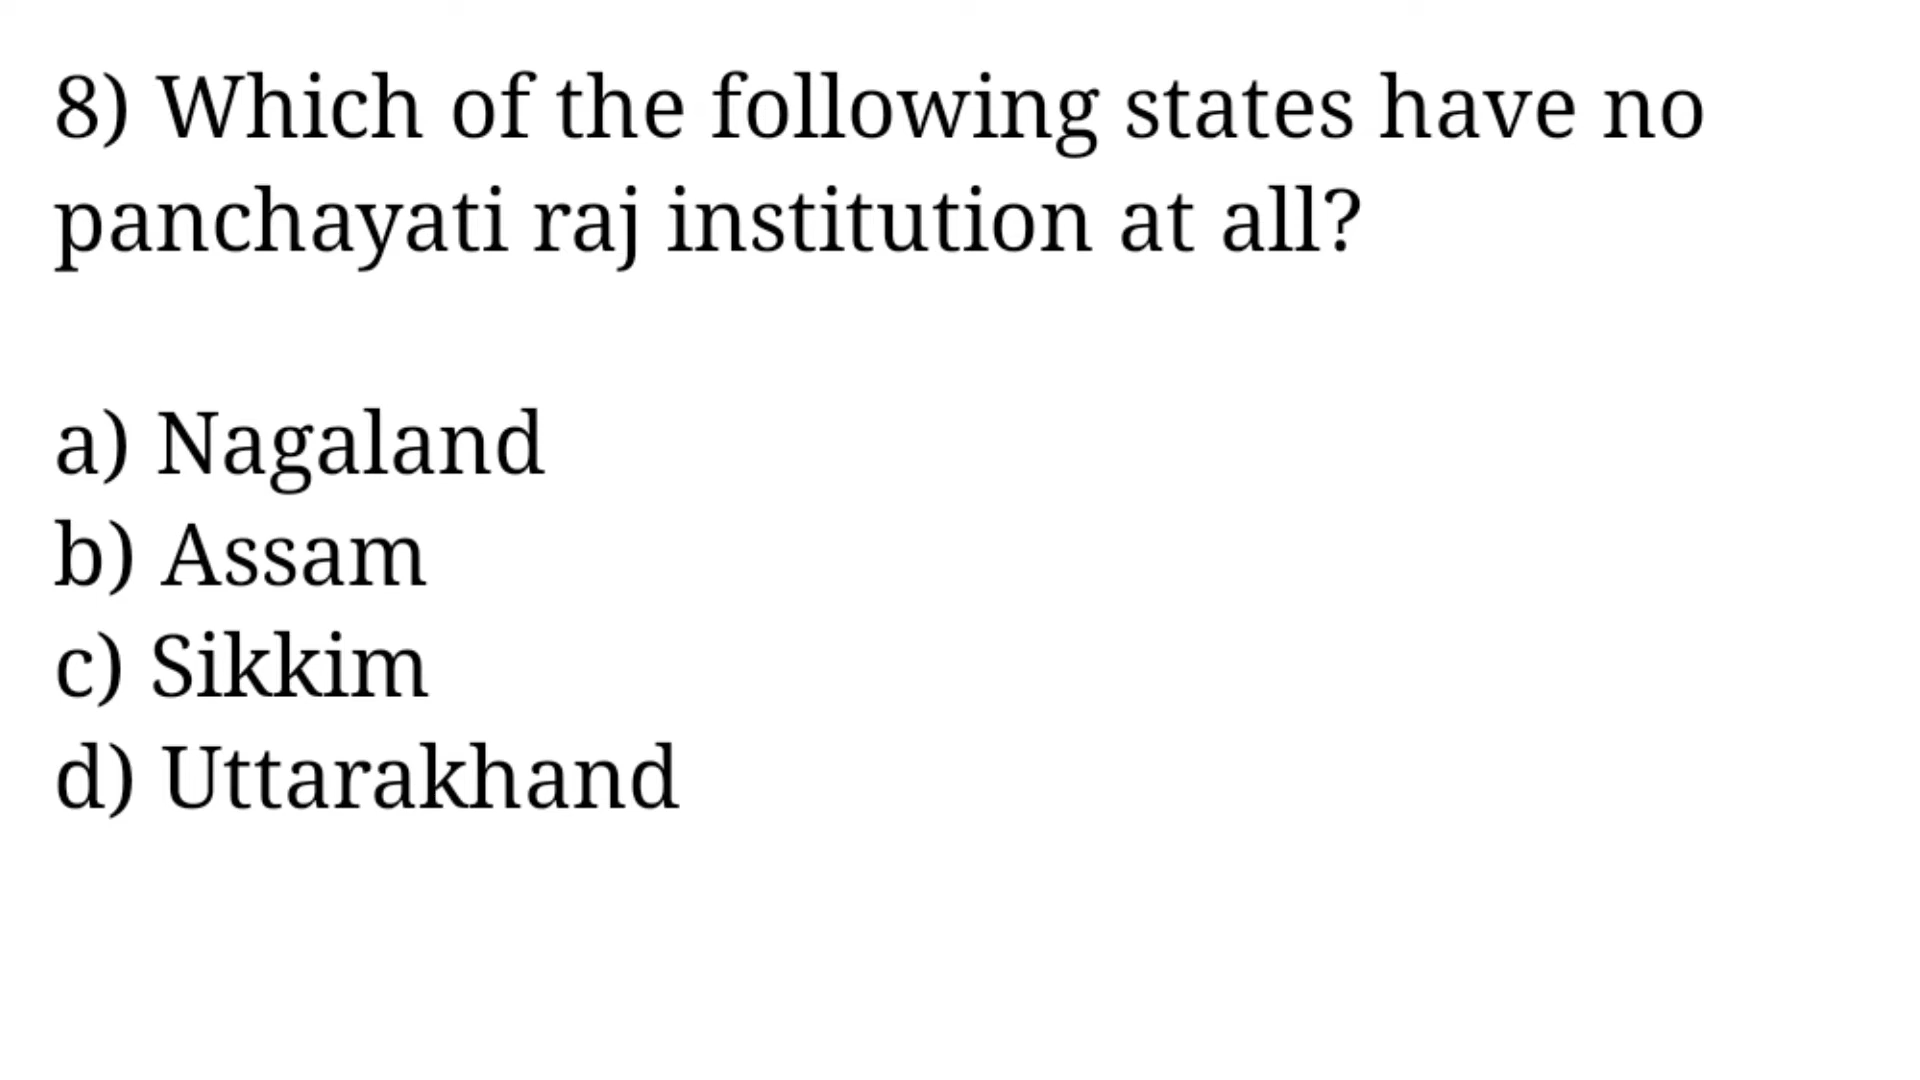 8) Which of the following states have no
panchayati raj institution at all?
a) Nagaland
b) Assam
c) Sikkim
d) Uttarakhand